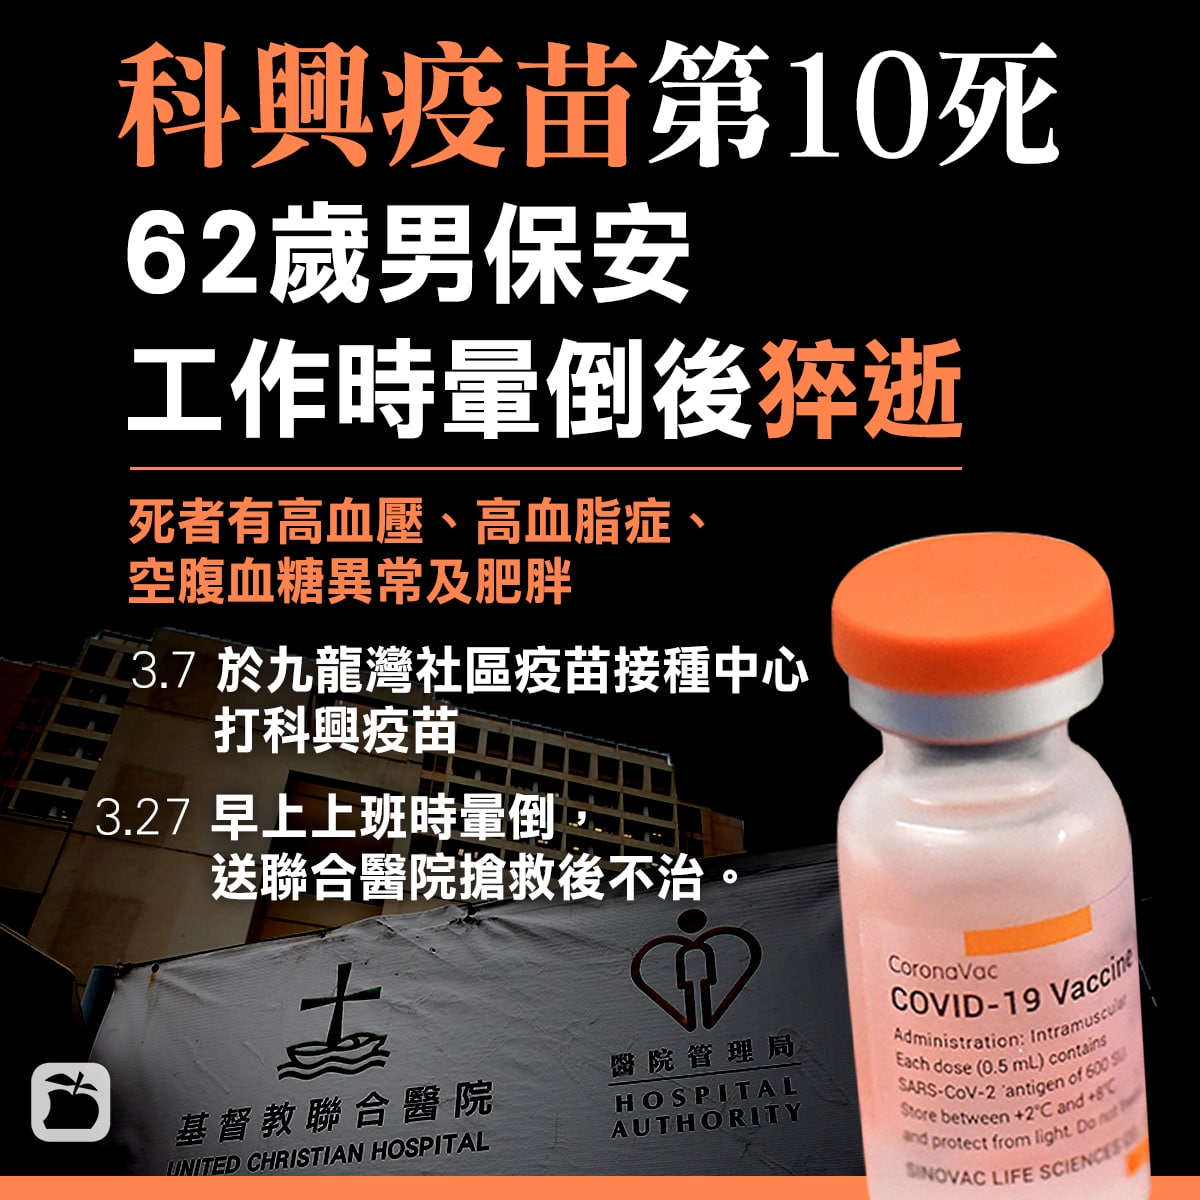 科興疫苗第10死
62歲男保安
工作時暈倒後猝逝
死者有高血壓、高血脂症、
空腹血糖異常及肥胖
3.7 於九龍灣社區疫苗接種中心
打科興疫苗
3.27 早上上班時暈倒，
送聯合醫院搶救後不治。
基督教聯合醫院
UNITED CHRISTIAN HOSPITAL
醫院管理局
HOSPITAL
AUTHORITY
CoronaVac
COVID-19 Vaccine
Administration: Intramuscular
Each dose (0.5 mL) contains
SARS-CoV-2 antigen of 600 SU
Store between +2°C and +8°C
and protect from light. Do not
SINOVAC LIFE SCIENCES